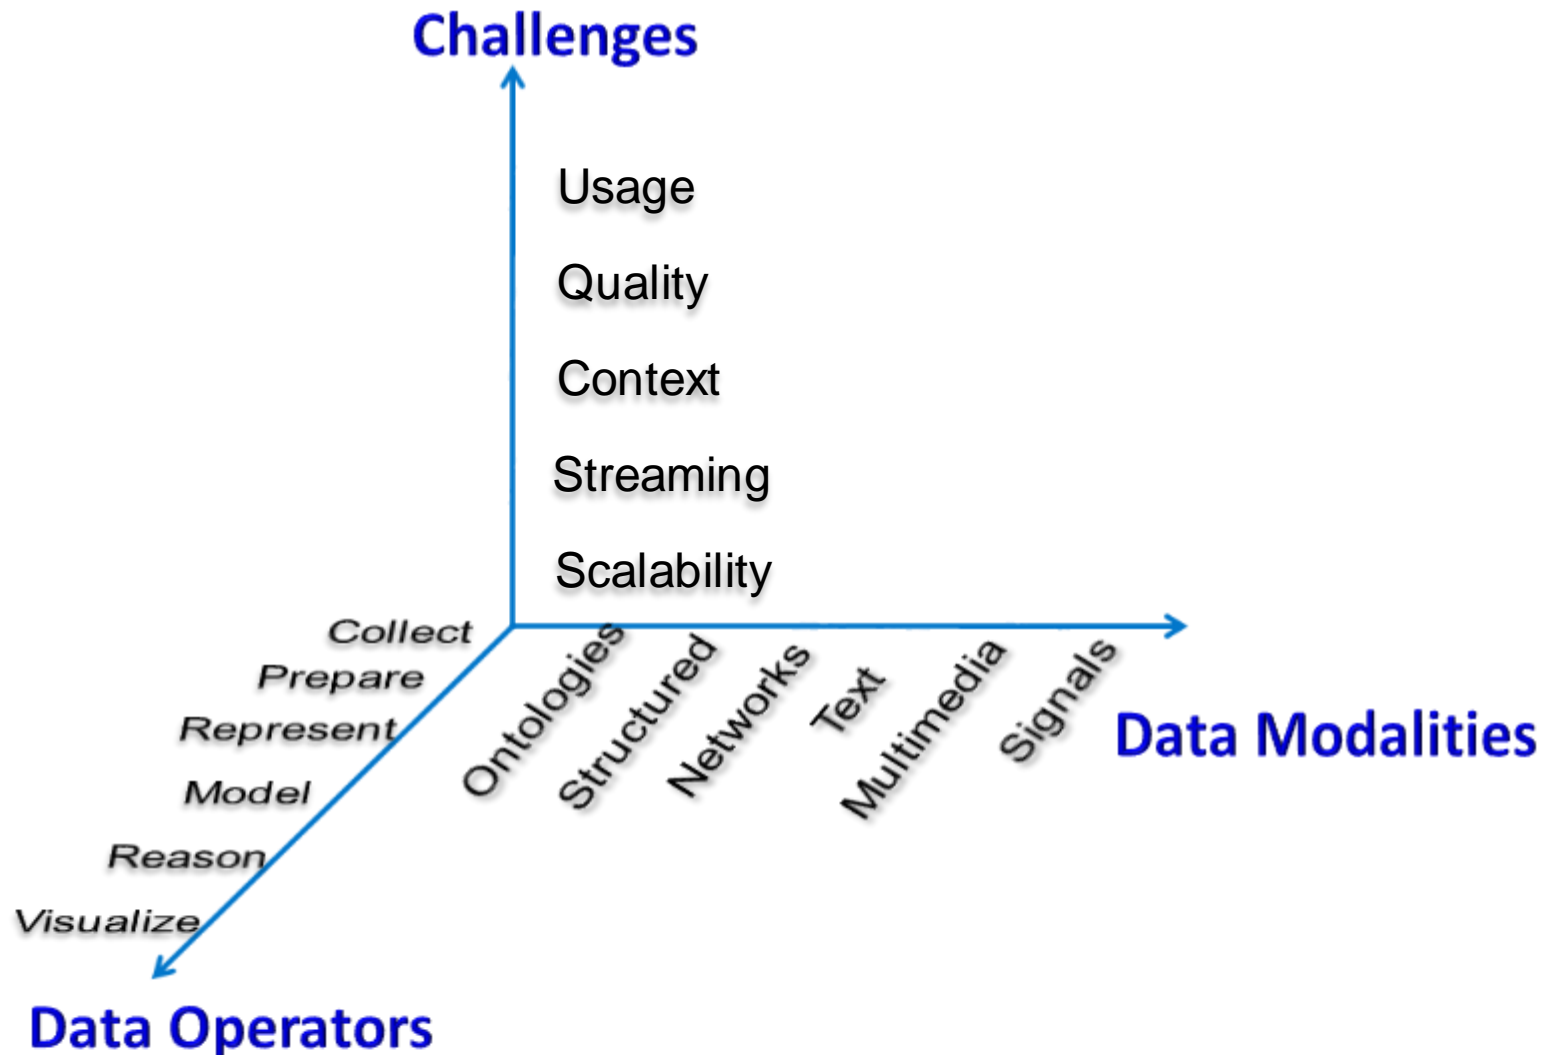 Challenges
Usage
Quality
Context
Streaming
Scalability
Collect
Prepare
Represent
Model
Reason
Visualize
Data Operators
Ontologies
Structured
Networks
Text
Multimedia
Signals
Data Modalities